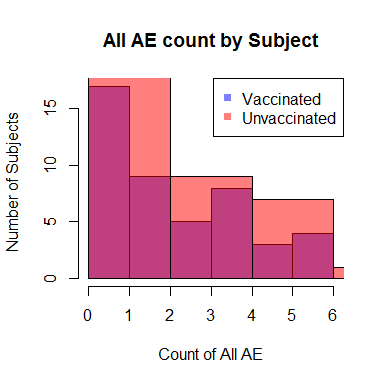 All AE count by Subject
Vaccinated
Unvaccinated
Number of Subjects
15
10
5
0
0 1 2 3 4 5 6
Count of All AE